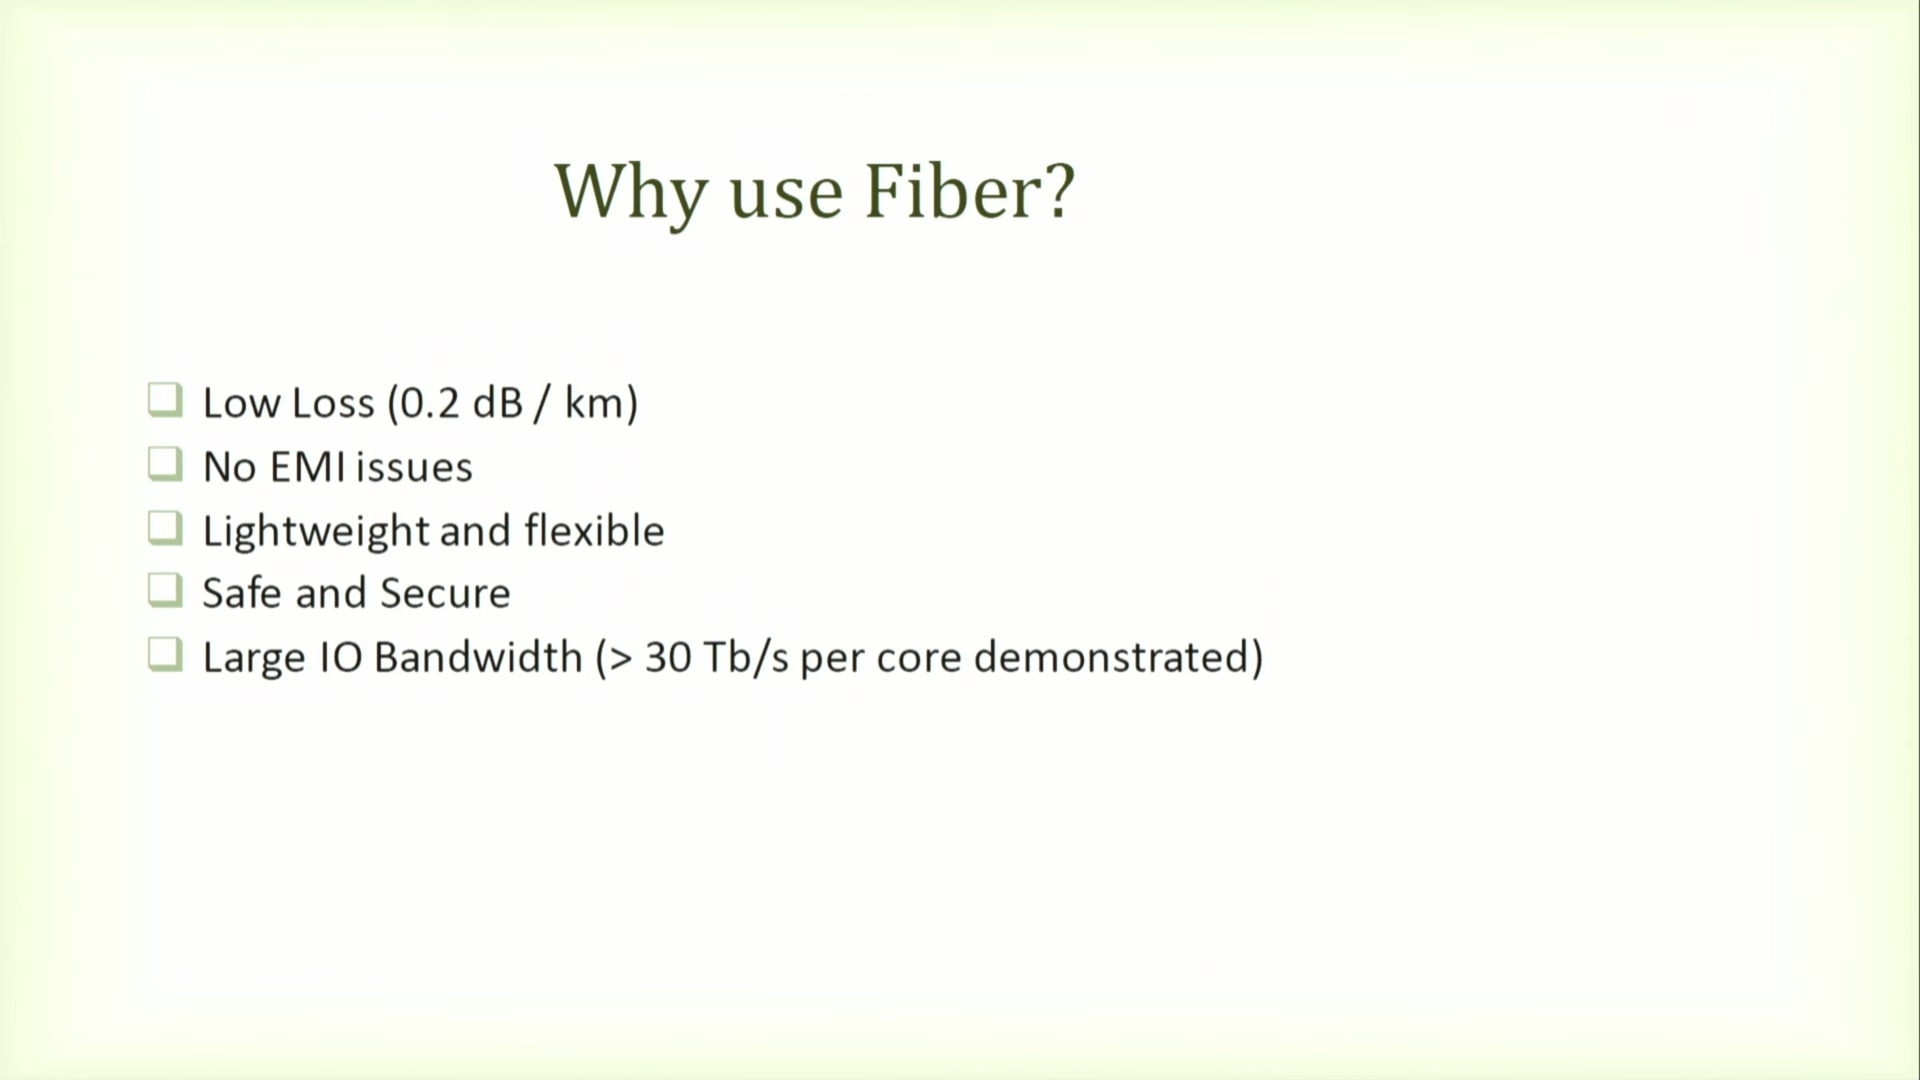 Why use Fiber?
Low Loss (0.2 dB / km)
No EMI issues
Lightweight and flexible
Safe and Secure
Large IO Bandwidth (> 30 Tb/s per core demonstrated)